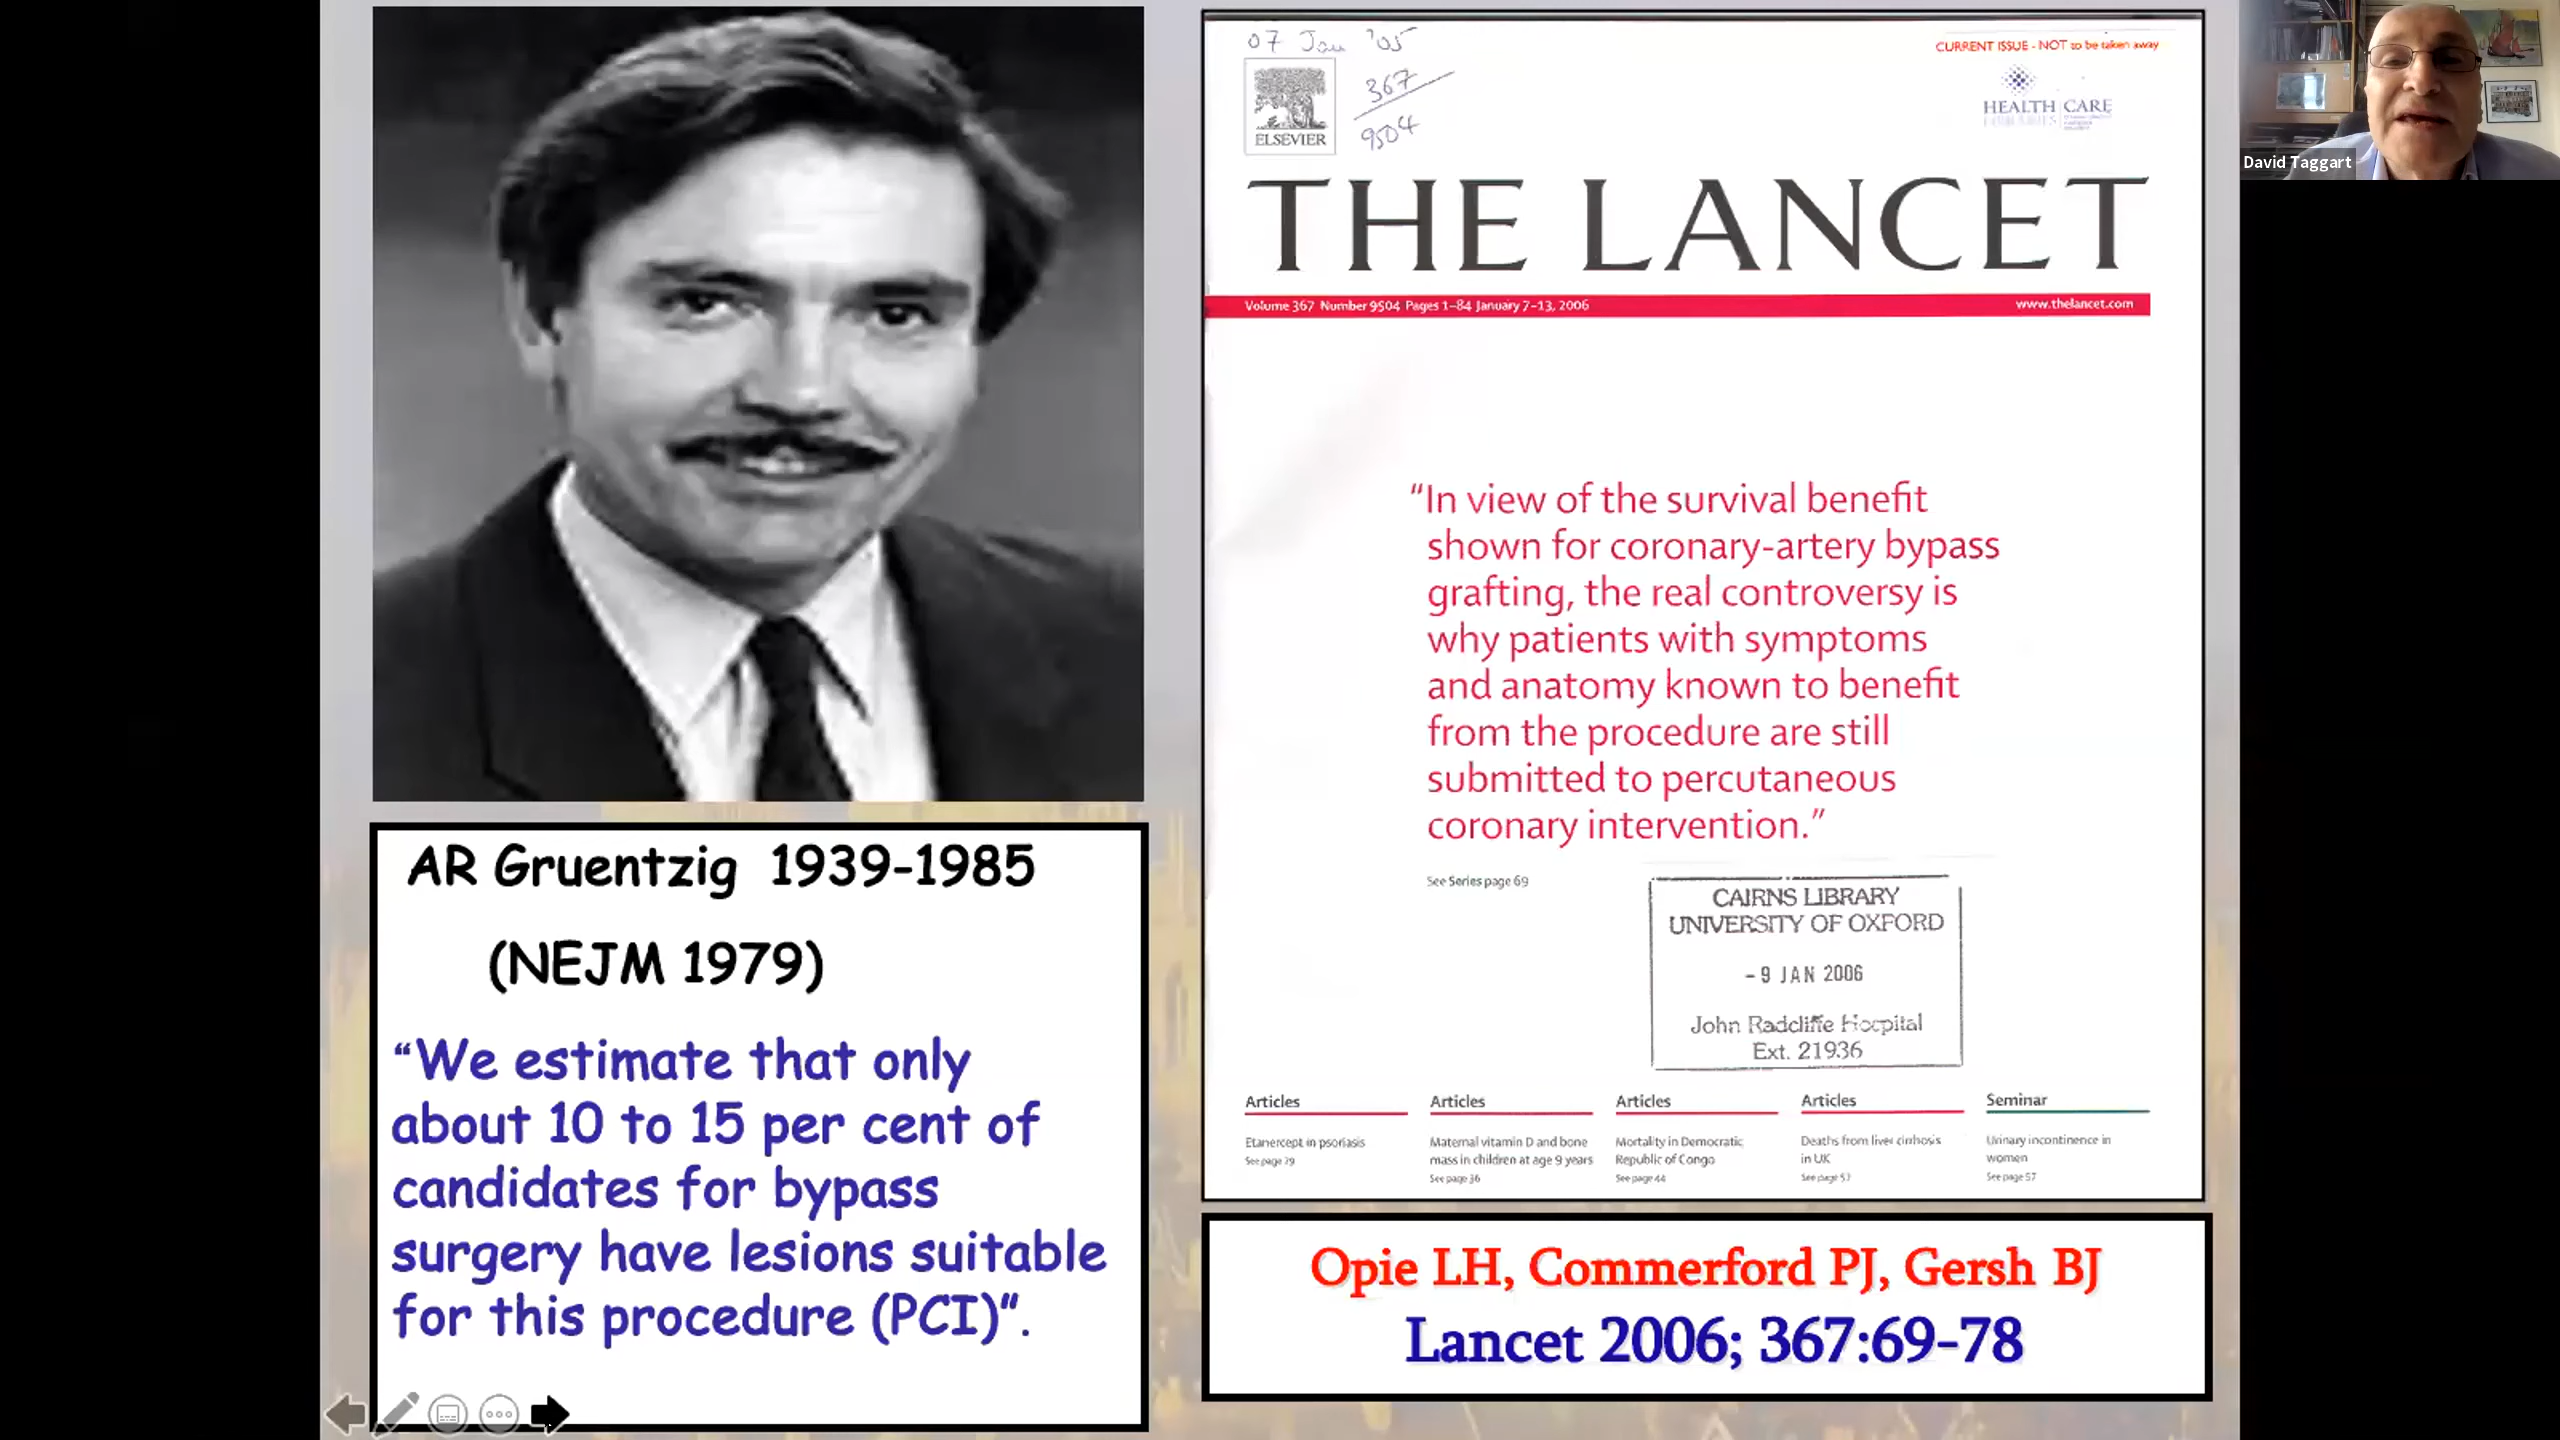 07 Jan '05
367
9504
ELSEVIER
CURRENT ISSUE - NOT to be taken away
HEALTH CARE
LIBRARIES
THE LANCET
Volume 367 Number 9504 Pages 1–84 January 7–13, 2006
www.thelancet.com
“In view of the survival benefit
shown for coronary-artery bypass
grafting, the real controversy is
why patients with symptoms
and anatomy known to benefit
from the procedure are still
submitted to percutaneous
coronary intervention.”
See Series page 69
CAIRNS LIBRARY
UNIVERSITY OF OXFORD
- 9 JAN 2006
John Radcliffe Hospital
Ext. 21936
Articles
Etanercept in psoriasis
See page 29
Articles
Maternal vitamin D and bone
mass in children at age 9 years
See page 36
Articles
Mortality in Democratic
Republic of Congo
See page 44
Articles
Deaths from liver cirrhosis
in UK
See page 52
Seminar
Urinary incontinence in
women
See page 57
AR Gruentzig 1939-1985
(NEJM 1979)
“We estimate that only
about 10 to 15 per cent of
candidates for bypass
surgery have lesions suitable
for this procedure (PCI)”.
Opie LH, Commerford PJ, Gersh BJ
Lancet 2006; 367:69-78
David Taggart